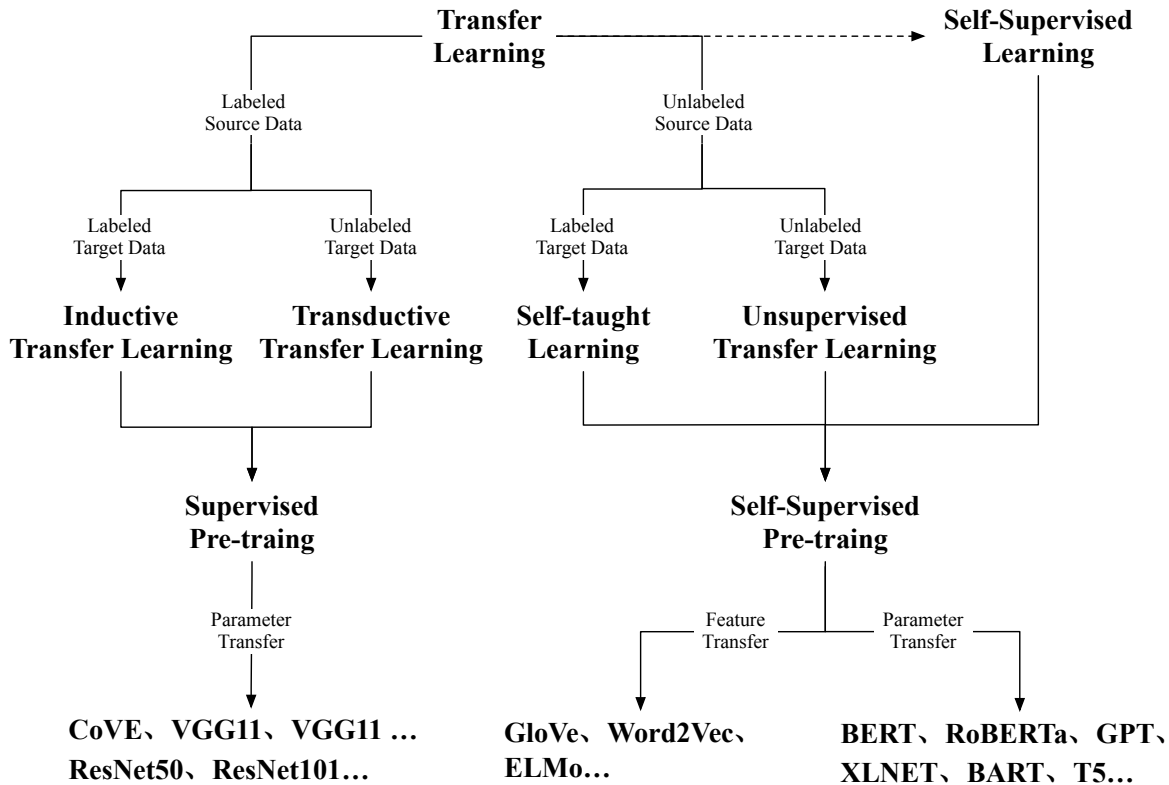 Transfer
Learning
Self-Supervised
Learning
Labeled
Source Data
Unlabeled
Source Data
Labeled
Target Data
Unlabeled
Target Data
Labeled
Target Data
Unlabeled
Target Data
Inductive
Transfer Learning
Transductive
Transfer Learning
Self-taught
Learning
Unsupervised
Transfer Learning
Supervised
Pre-traing
Self-Supervised
Pre-traing
Parameter
Transfer
Feature
Transfer
Parameter
Transfer
CoVE、VGG11、VGG11 …
ResNet50、ResNet101…
GloVe、Word2Vec、
ELMo…
BERT、RoBERTa、GPT、
XLNET、BART、T5…